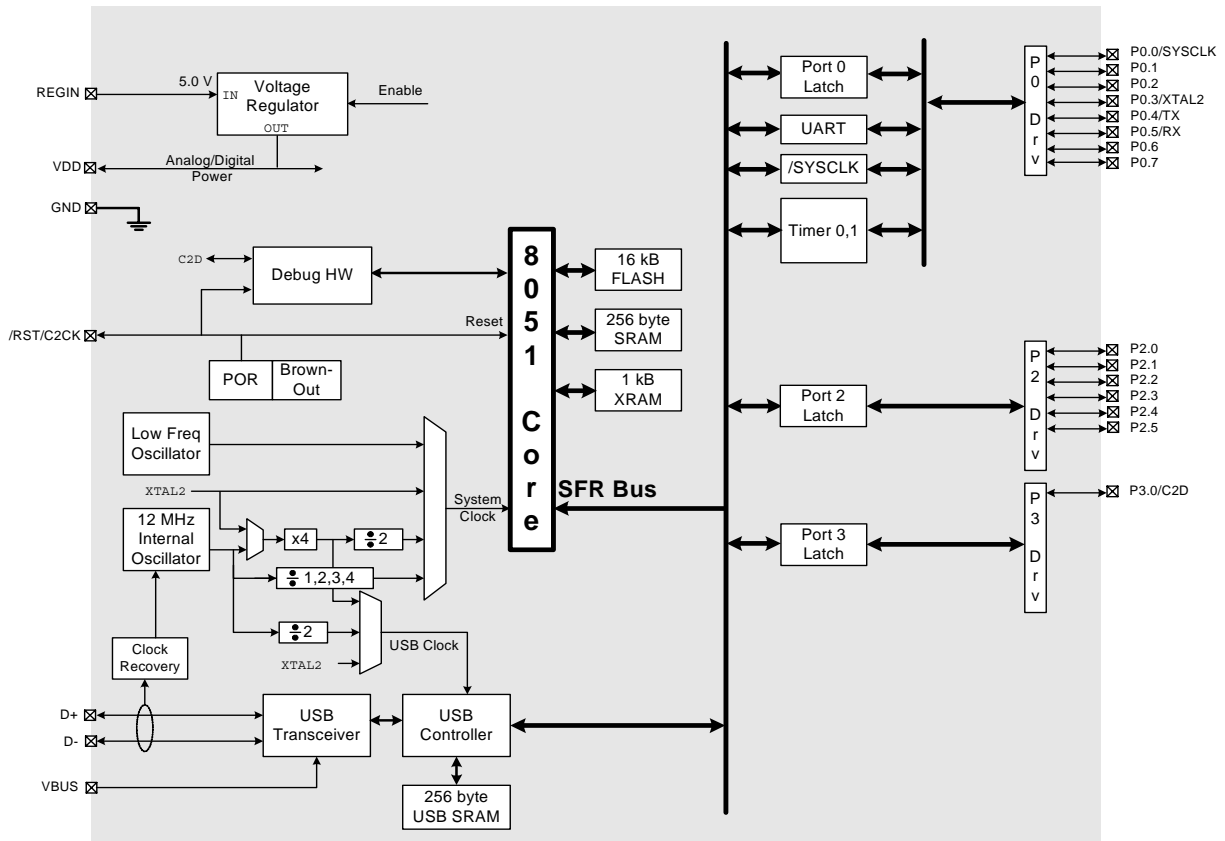 REGIN
5.0 V
IN
Voltage
Regulator
OUT
Enable
VDD
Analog/Digital
Power
GND
C2D
Debug HW
/RST/C2CK
Reset
POR
Brown-
Out
8
0
5
1
C
o
r
e
16 kB
FLASH
256 byte
SRAM
1 kB
XRAM
Low Freq
Oscillator
XTAL2
12 MHz
Internal
Oscillator
x4
÷2
÷ 1,2,3,4
÷2
XTAL2
System
Clock
USB Clock
Clock
Recovery
D+
D-
VBUS
USB
Transceiver
USB
Controller
256 byte
USB SRAM
SFR Bus
Port 0
Latch
UART
/SYSCLK
Timer 0,1
Port 2
Latch
Port 3
Latch
P
0
D
r
v
P0.0/SYSCLK
P0.1
P0.2
P0.3/XTAL2
P0.4/TX
P0.5/RX
P0.6
P0.7
P
2
D
r
v
P2.0
P2.1
P2.2
P2.3
P2.4
P2.5
P
3
D
r
v
P3.0/C2D